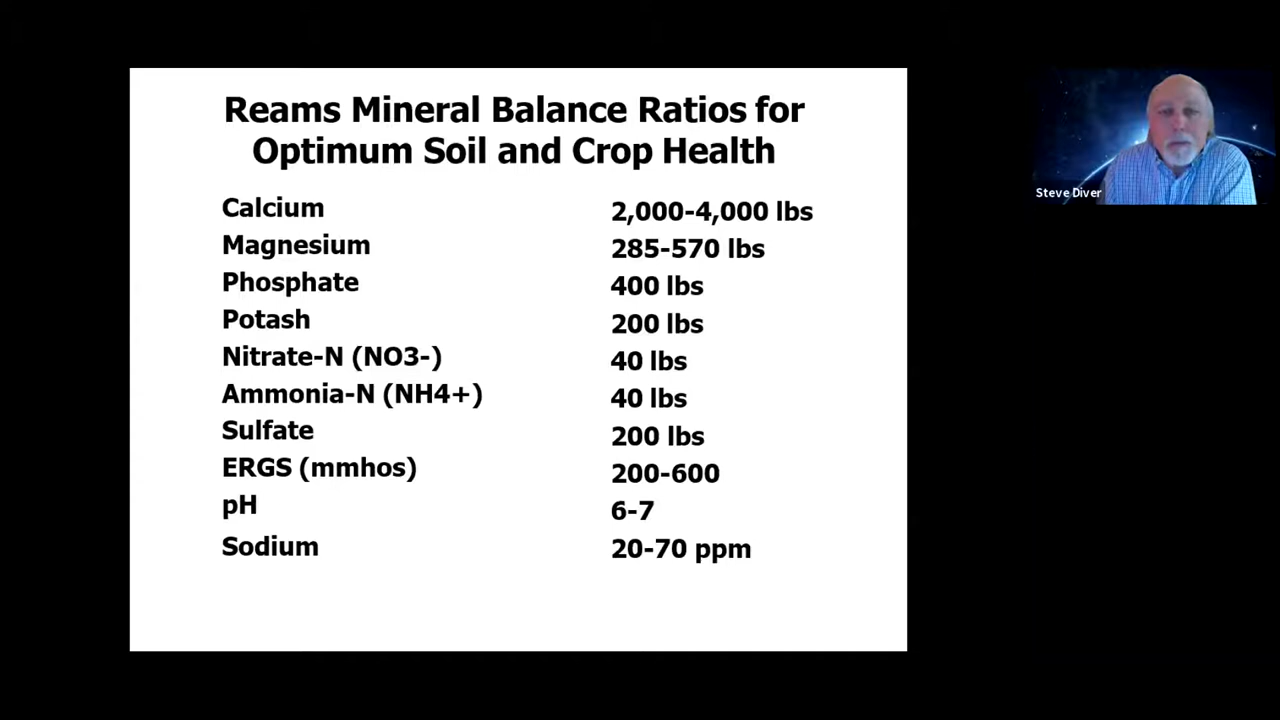 Reams Mineral Balance Ratios for
Optimum Soil and Crop Health
Calcium 2,000-4,000 lbs
Magnesium 285-570 lbs
Phosphate 400 lbs
Potash 200 lbs
Nitrate-N (NO3-) 40 lbs
Ammonia-N (NH4+) 40 lbs
Sulfate 200 lbs
ERGS (mmhos) 200-600
pH 6-7
Sodium 20-70 ppm
Steve Diver